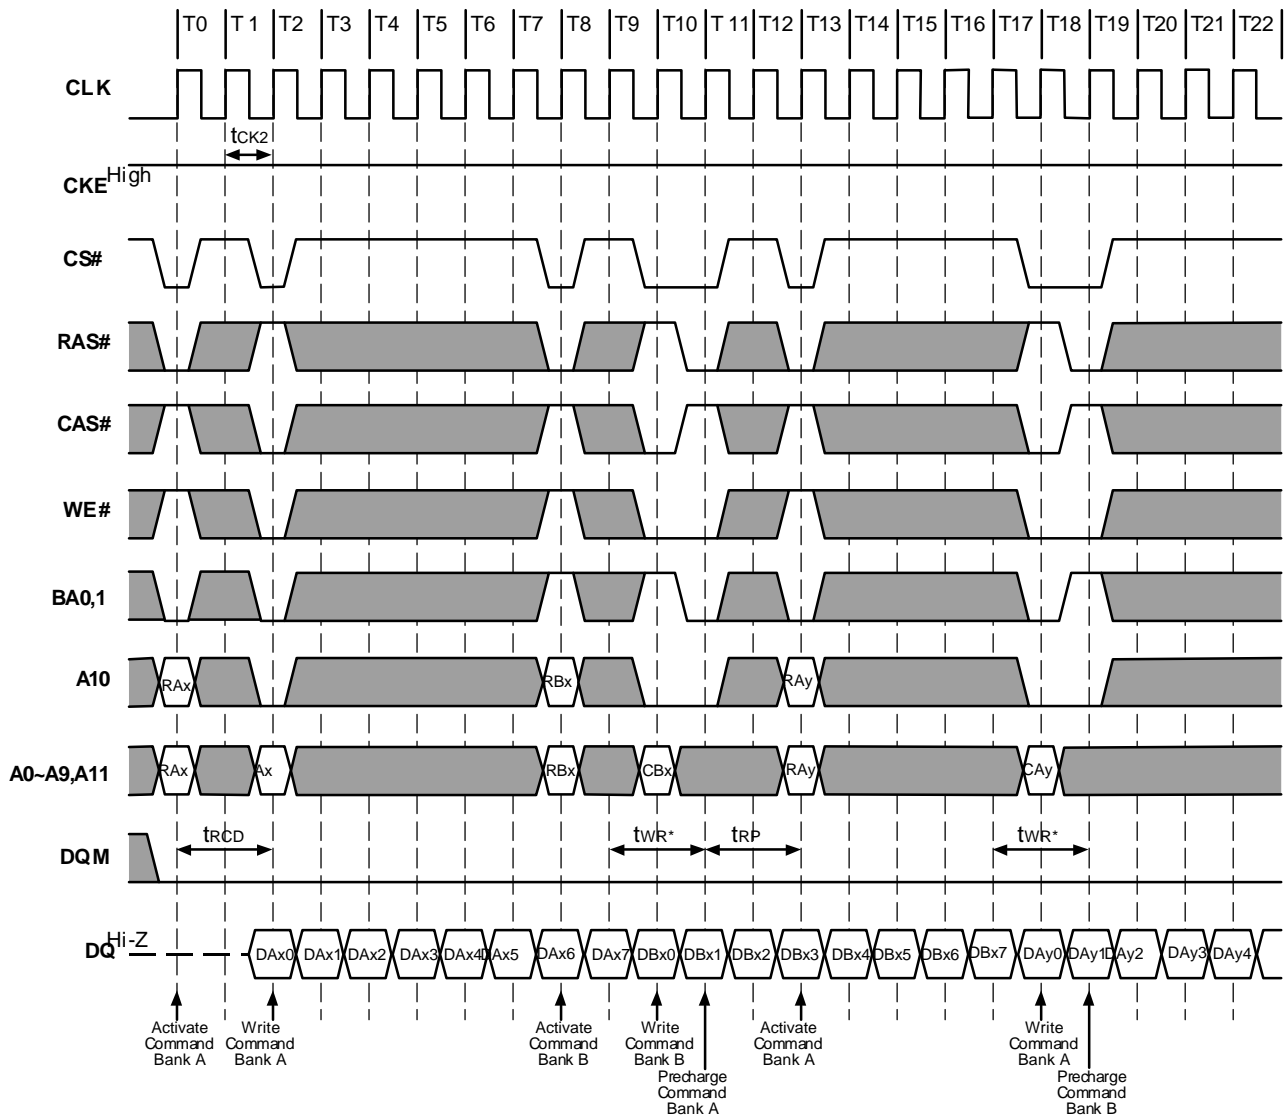 T0 T1 T2 T3 T4 T5 T6 T7 T8 T9 T10 T11 T12 T13 T14 T15 T16 T17 T18 T19 T20 T21 T22
CLK
tCK2
CKE High
CS#
RAS#
CAS#
WE#
BA0,1
A10 RAx RBx RAy
A0~A9,A11 RAx Ax RBx CBx RAy CAy
DQM tRCD tWR* tRP tWR*
DQ Hi-Z DAx0 DAx1 DAx2 DAx3 DAx4 DAx5 DAx6 DAx7 DBx0 DBx1 DBx2 DBx3 DBx4 DBx5 DBx6 DBx7 DAy0 DAy1 DAy2 DAy3 DAy4
Activate Command Bank A
Write Command Bank A
Activate Command Bank B
Write Command Bank B
Precharge Command Bank A
Activate Command Bank A
Write Command Bank A
Precharge Command Bank B